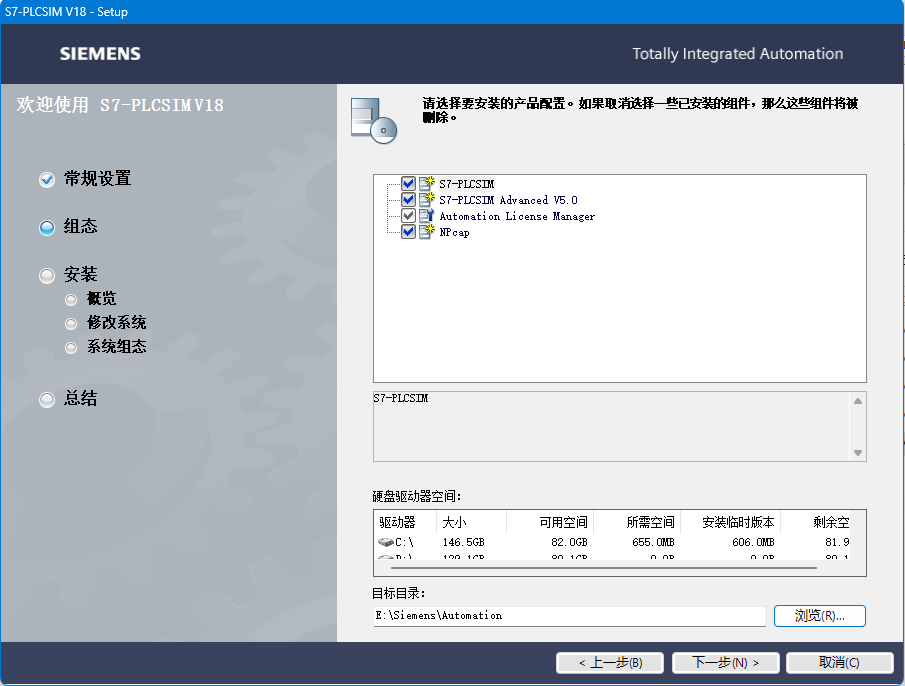 S7-PLCSIM V18 - Setup
SIEMENS
Totally Integrated Automation
欢迎使用 S7-PLCSIM V18
请选择要安装的产品配置。如果取消选择一些已安装的组件，那么这些组件将被
删除。
常规设置
组态
安装
概览
修改系统
系统组态
总结
S7-PLCSIM
S7-PLCSIM Advanced V5.0
Automation License Manager
NPcap
S7-PLCSIM
硬盘驱动器空间:
驱动器 大小 可用空间 所需空间 安装临时版本 剩余空
C:\ 146.5GB 82.0GB 655.0MB 606.0MB 81.9
目标目录:
E:\Siemens\Automation
浏览(R)...
< 上一步(B) 下一步(N) > 取消(C)